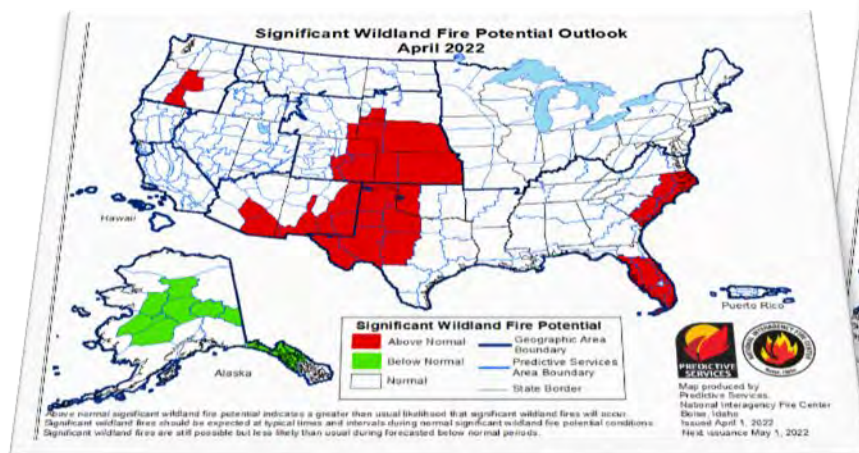 Significant Wildland Fire Potential Outlook
April 2022
Hawaii
Alaska
Puerto Rico
Significant Wildland Fire Potential
Above Normal
Below Normal
Normal
Geographic Area
Boundary
Predictive Services
Area Boundary
State Border
PREDICTIVE
SERVICES
NATIONAL INTERAGENCY FIRE CENTER
Map produced by
Predictive Services,
National Interagency Fire Center
Boise, Idaho
Issued April 1, 2022
Next issuance May 1, 2022
Above normal significant wildland fire potential indicates a greater than usual likelihood that significant wildland fires will occur.
Significant wildland fires should be expected at typical times and intervals during normal significant wildland fire potential conditions.
Significant wildland fires are still possible but less likely than usual during forecasted below normal periods.